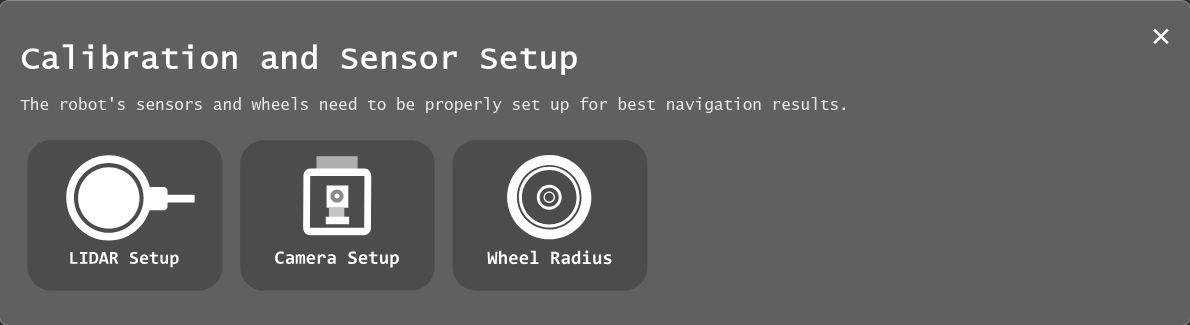 Calibration and Sensor Setup
The robot's sensors and wheels need to be properly set up for best navigation results.
LIDAR Setup
Camera Setup
Wheel Radius